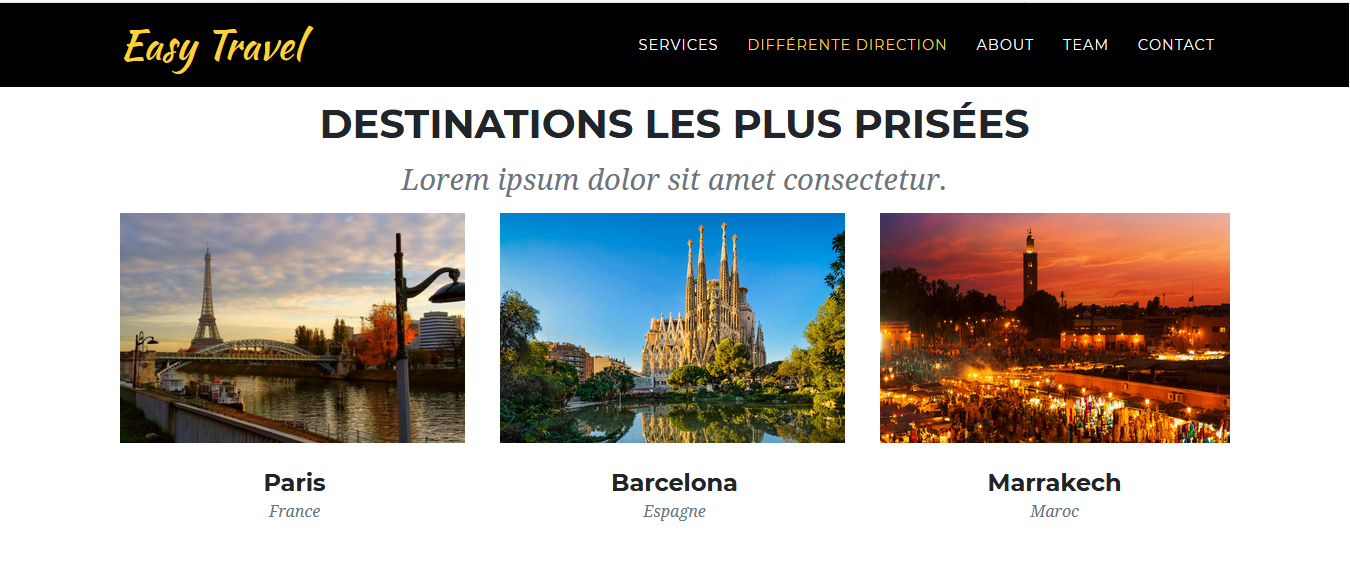 Easy Travel
SERVICES DIFFÉRENTE DIRECTION ABOUT TEAM CONTACT
DESTINATIONS LES PLUS PRISÉES
Lorem ipsum dolor sit amet consectetur.
Paris
France
Barcelona
Espagne
Marrakech
Maroc